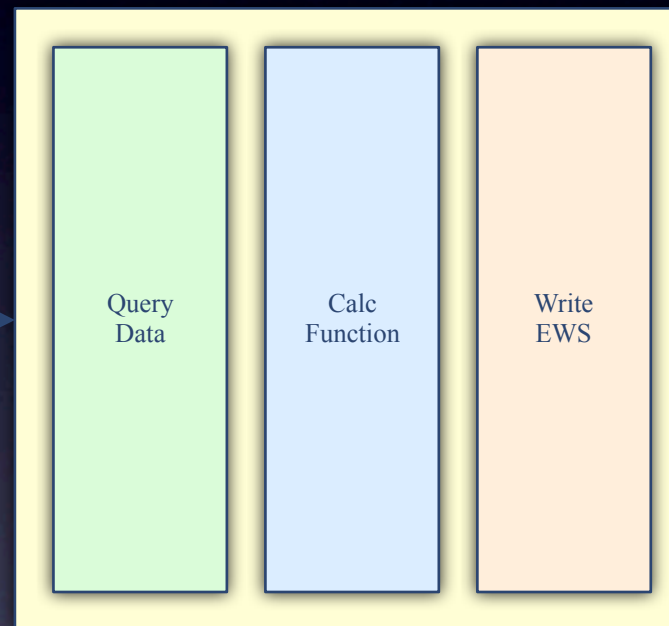 Query
Data
Calc
Function
Write
EWS